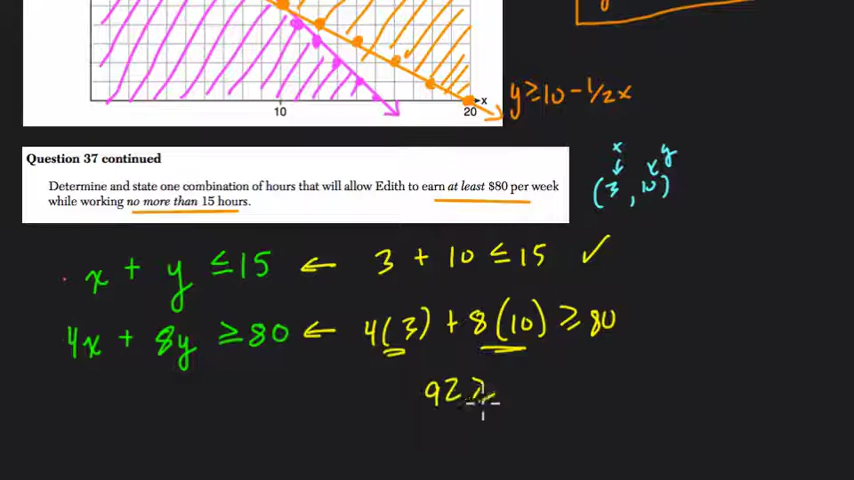 x
10
20
y ≥ 10 - 1/2x
Question 37 continued
Determine and state one combination of hours that will allow Edith to earn at least $80 per week
while working no more than 15 hours.
x y
(3, 10)
x + y ≤ 15 ← 3 + 10 ≤ 15 ✓
4x + 8y ≥ 80 ← 4(3) + 8(10) ≥ 80
92 ≥